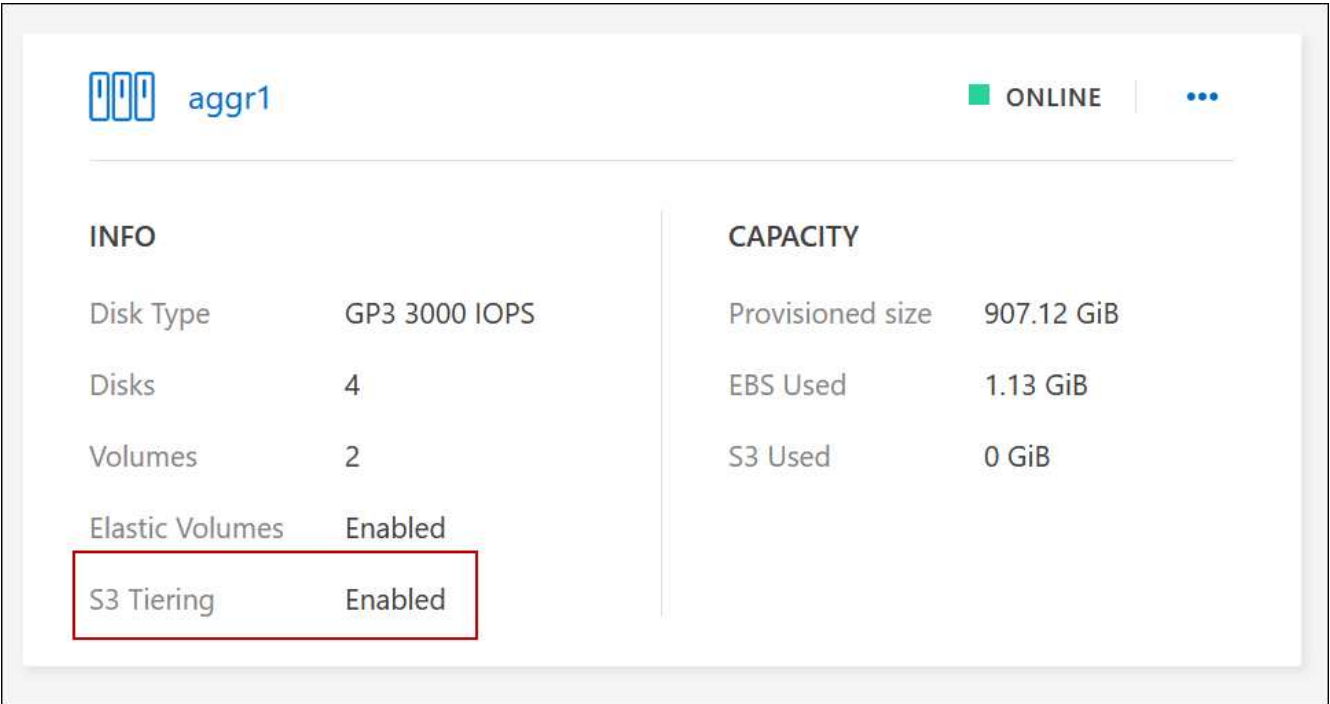 aggr1
ONLINE
INFO
Disk Type GP3 3000 IOPS
Disks 4
Volumes 2
Elastic Volumes Enabled
S3 Tiering Enabled
CAPACITY
Provisioned size 907.12 GiB
EBS Used 1.13 GiB
S3 Used 0 GiB